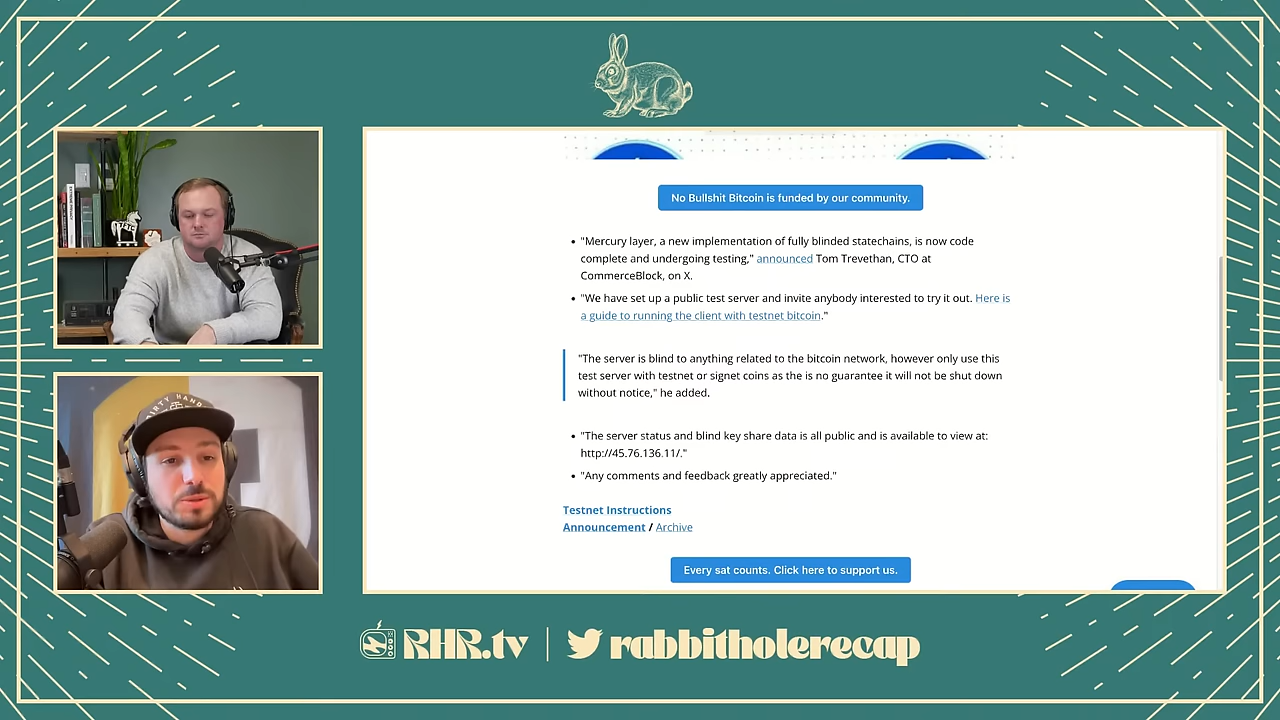 No Bullshit Bitcoin is funded by our community.
• "Mercury layer, a new implementation of fully blinded statechains, is now code
complete and undergoing testing," announced Tom Trevethan, CTO at
CommerceBlock, on X.
• "We have set up a public test server and invite anybody interested to try it out. Here is
a guide to running the client with testnet bitcoin."
"The server is blind to anything related to the bitcoin network, however only use this
test server with testnet or signet coins as the is no guarantee it will not be shut down
without notice," he added.
• "The server status and blind key share data is all public and is available to view at:
http://45.76.136.11/."
• "Any comments and feedback greatly appreciated."
Testnet Instructions
Announcement / Archive
Every sat counts. Click here to support us.
DIRTY HAND
TFTC
RHR.tv | rabbitholerecap